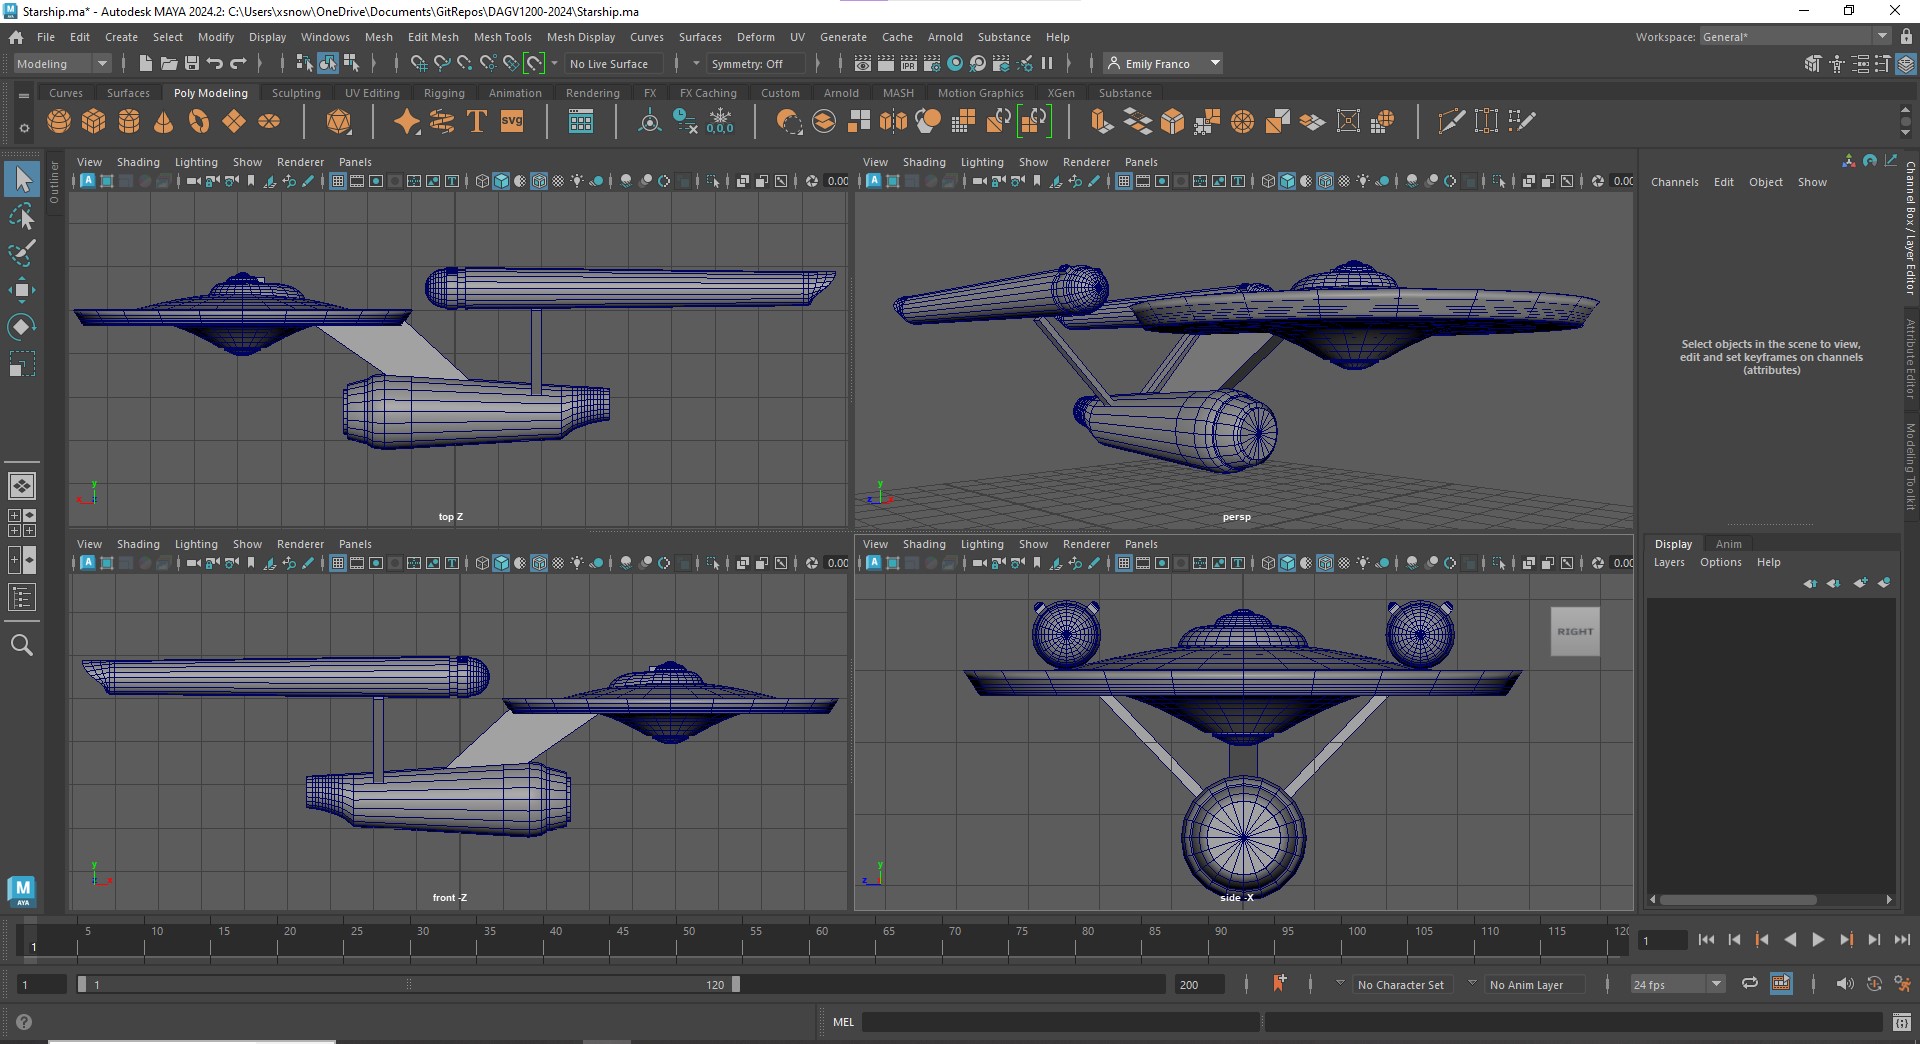 Starship.ma* - Autodesk MAYA 2024.2: C:\Users\xsnow\OneDrive\Documents\GitRepos\DAGV1200-2024\Starship.ma
File Edit Create Select Modify Display Windows Mesh Edit Mesh Mesh Tools Mesh Display Curves Surfaces Deform UV Generate Cache Arnold Substance Help
Workspace: General*
Modeling
No Live Surface
Symmetry: Off
IPR
Emily Franco
Curves Surfaces Poly Modeling Sculpting UV Editing Rigging Animation Rendering FX FX Caching Custom Arnold MASH Motion Graphics XGen Substance
T
svg
0,0,0
Outliner
View Shading Lighting Show Renderer Panels
0.00
top Z
View Shading Lighting Show Renderer Panels
0.00
persp
View Shading Lighting Show Renderer Panels
0.00
front -Z
View Shading Lighting Show Renderer Panels
0.00
RIGHT
side -X
Channels Edit Object Show
Select objects in the scene to view,
edit and set keyframes on channels
(attributes)
Channel Box / Layer Editor
Attribute Editor
Modeling Toolkit
Display Anim
Layers Options Help
M
AYA
5 10 15 20 25 30 35 40 45 50 55 60 65 70 75 80 85 90 95 100 105 110 115 120
1
1
1
1
120
200
No Character Set
No Anim Layer
24 fps
MEL